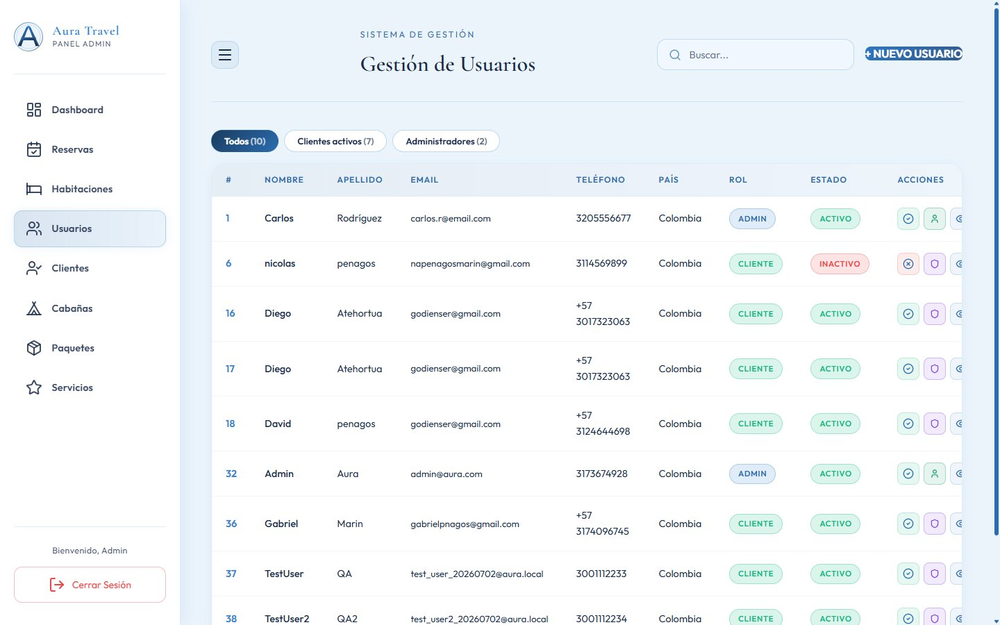 Aura Travel
PANEL ADMIN
Dashboard
Reservas
Habitaciones
Usuarios
Clientes
Cabañas
Paquetes
Servicios
Bienvenido, Admin
Cerrar Sesión
SISTEMA DE GESTIÓN
Gestión de Usuarios
Buscar...
+ NUEVO USUARIO
Todos (10)
Clientes activos (7)
Administradores (2)
# NOMBRE APELLIDO EMAIL TELÉFONO PAÍS ROL ESTADO ACCIONES
1 Carlos Rodríguez carlos.r@email.com 3205556677 Colombia ADMIN ACTIVO
6 nicolas penagos napenagosmarin@gmail.com 3114569899 Colombia CLIENTE INACTIVO
16 Diego Atehortua godienser@gmail.com +57 3017323063 Colombia CLIENTE ACTIVO
17 Diego Atehortua godienser@gmail.com +57 3017323063 Colombia CLIENTE ACTIVO
18 David penagos godienser@gmail.com +57 3124644698 Colombia CLIENTE ACTIVO
32 Admin Aura admin@aura.com 3173674928 Colombia ADMIN ACTIVO
36 Gabriel Marin gabrielpnagos@gmail.com +57 3174096745 Colombia CLIENTE ACTIVO
37 TestUser QA test_user_20260702@aura.local 3001112233 Colombia CLIENTE ACTIVO
38 TestUser2 QA2 test_user2_20260702@aura.local 3001112234 Colombia CLIENTE ACTIVO